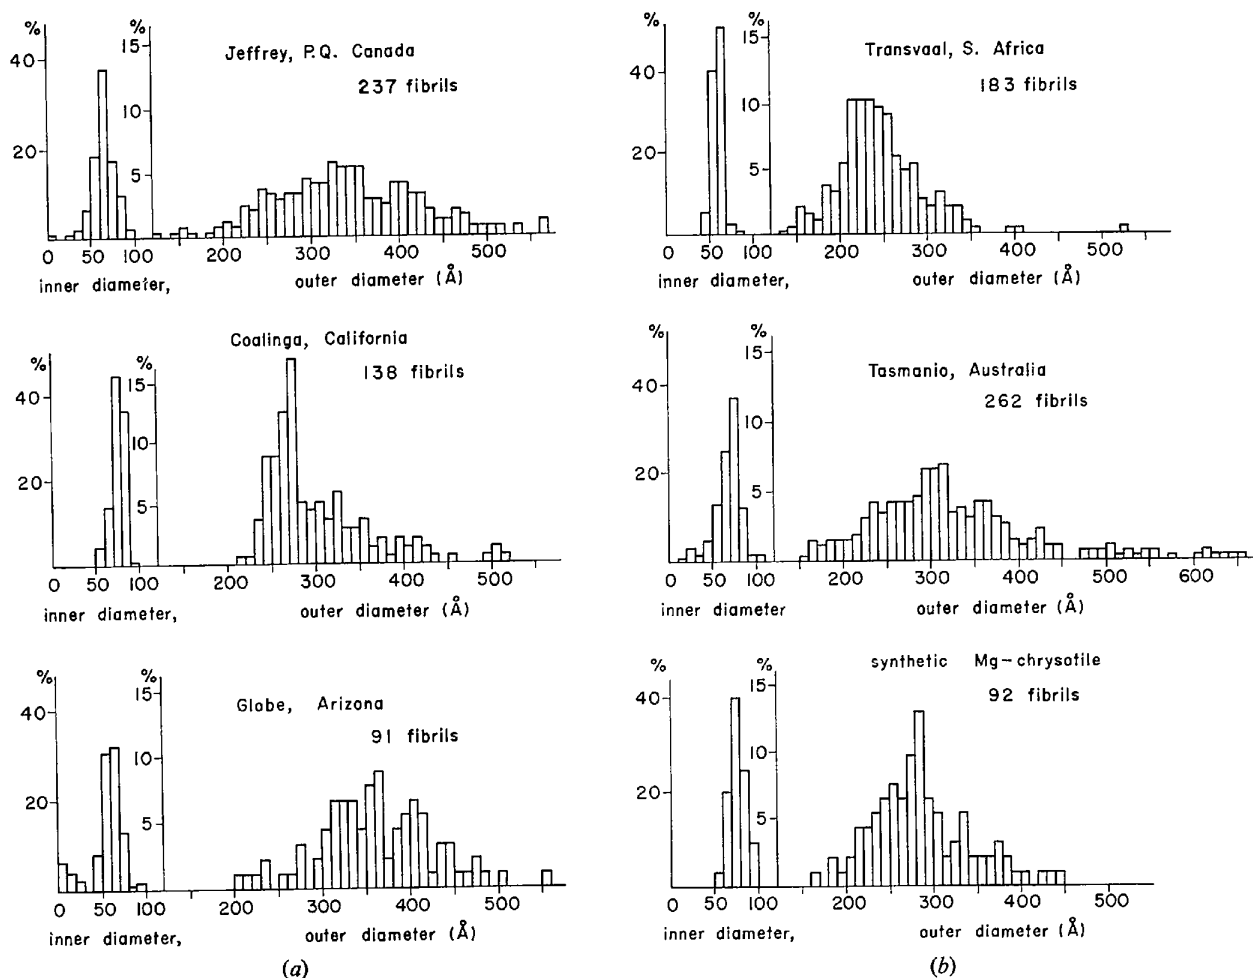 % %
40 15
Jeffrey, P.Q. Canada
237 fibrils
10
20
5
0 50 100 200 300 400 500
inner diameter, outer diameter (Å)
% %
Coalinga, California
138 fibrils
40 15
10
20
5
0 50 100 200 300 400 500
inner diameter, outer diameter (Å)
% %
15
40
Globe, Arizona
91 fibrils
10
20
5
0 50 100 200 300 400 500
inner diameter, outer diameter (Å)
(a)
% %
15
Transvaal, S. Africa
40
183 fibrils
10
20
5
0 50 100 200 300 400 500
inner diameter, outer diameter (Å)
% %
15
40
Tasmanio, Australia
262 fibrils
10
20
5
0 50 100 200 300 400 500 600
inner diameter outer diameter (Å)
% %
synthetic Mg-chrysotile
40 15
92 fibrils
10
20
5
0 50 100 200 300 400 500
inner diameter, outer diameter (Å)
(b)